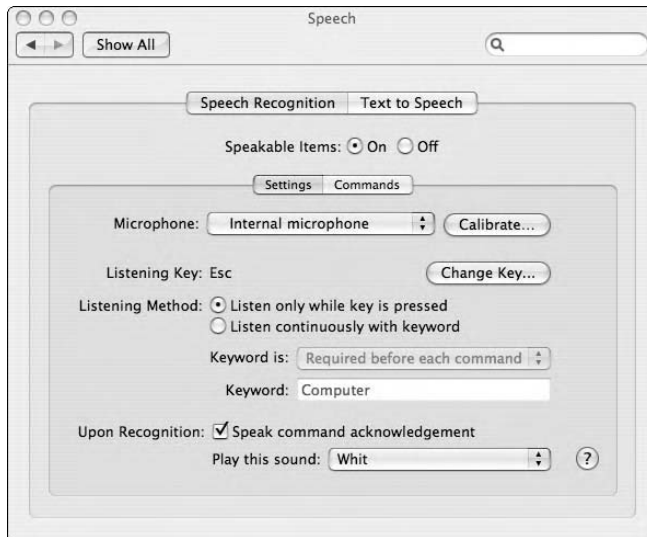 Speech
Show All
Speech Recognition Text to Speech
Speakable Items: On Off
Settings Commands
Microphone: Internal microphone Calibrate...
Listening Key: Esc Change Key...
Listening Method: Listen only while key is pressed
Listen continuously with keyword
Keyword is: Required before each command
Keyword: Computer
Upon Recognition: Speak command acknowledgement
Play this sound: Whit ?